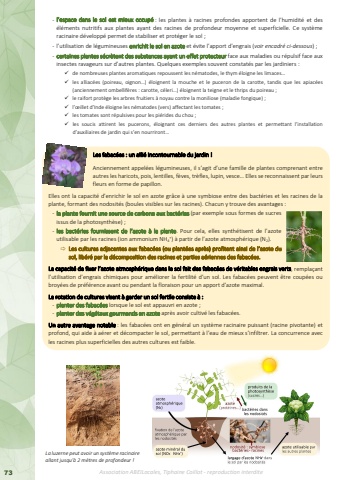 - l'espace dans le sol est mieux occupé : les plantes à racines profondes apportent de l'humidité et des
éléments nutritifs aux plantes ayant des racines de profondeur moyenne et superficielle. Ce système
racinaire développé permet de stabiliser et protéger le sol ;
- l'utilisation de légumineuses enrichit le sol en azote et évite l'apport d'engrais (voir encadré ci-dessous) ;
- certaines plantes sécrètent des substances ayant un effet protecteur face aux maladies ou répulsif face aux
insectes ravageurs sur d'autres plantes. Quelques exemples souvent constatés par les jardiniers :
✓ de nombreuses plantes aromatiques repoussent les nématodes, le thym éloigne les limaces...
✓ les alliacées (poireau, oignon...) éloignent la mouche et le puceron de la carotte, tandis que les apiacées
(anciennement ombellifères : carotte, céleri...) éloignent la teigne et le thrips du poireau ;
✓ le raifort protège les arbres fruitiers à noyau contre la moniliose (maladie fongique) ;
✓ l'œillet d'Inde éloigne les nématodes (vers) affectant les tomates ;
✓ les tomates sont répulsives pour les piérides du chou ;
✓ les soucis attirent les pucerons, éloignant ces derniers des autres plantes et permettant l'installation
d'auxiliaires de jardin qui s'en nourrissent...
Les fabacées : un allié incontournable du jardin !
Anciennement appelées légumineuses, il s'agit d'une famille de plantes comprenant entre
autres les haricots, pois, lentilles, fèves, trèfles, lupin, vesce... Elles se reconnaissent par leurs
fleurs en forme de papillon.
Elles ont la capacité d'enrichir le sol en azote grâce à une symbiose entre des bactéries et les racines de la
plante, formant des nodosités (boules visibles sur les racines). Chacun y trouve des avantages :
- la plante fournit une source de carbone aux bactéries (par exemple sous formes de sucres
issus de la photosynthèse) ;
- les bactéries fournissent de l'azote à la plante. Pour cela, elles synthétisent de l'azote
utilisable par les racines (ion ammonium NH₄⁺) à partir de l'azote atmosphérique (N₂).
⇨ Les cultures adjacentes aux fabacées (ou plantées après) profitent ainsi de l'azote du
sol, libéré par le décomposition des racines et parties aériennes des fabacées.
La capacité de fixer l'azote atmosphérique dans le sol fait des fabacées de véritables engrais verts, remplaçant
l'utilisation d'engrais chimiques pour améliorer la fertilité d'un sol. Les fabacées peuvent être coupées ou
broyées de préférence avant ou pendant la floraison pour un apport d'azote maximal.
La rotation de cultures visant à garder un sol fertile consiste à :
- planter des fabacées lorsque le sol est appauvri en azote ;
- planter des végétaux gourmands en azote après avoir cultivé les fabacées.
Un autre avantage notable : les fabacées ont en général un système racinaire puissant (racine pivotante) et
profond, qui aide à aérer et décompacter le sol, permettant à l'eau de mieux s'infiltrer. La concurrence avec
les racines plus superficielles des autres cultures est faible.
produits de la
photosynthèse
azote
atmosphérique
(N₂)
azote
bactéries dans
les nodosités
fixation de l'azote
atmosphérique par
les nodosités
azote minéral du
azote utilisable par
les autres plantes
La luzerne peut avoir un système racinaire
allant jusqu'à 2 mètres de profondeur !
73
Association ABEilocales, Tiphanie Caillot - reproduction interdite